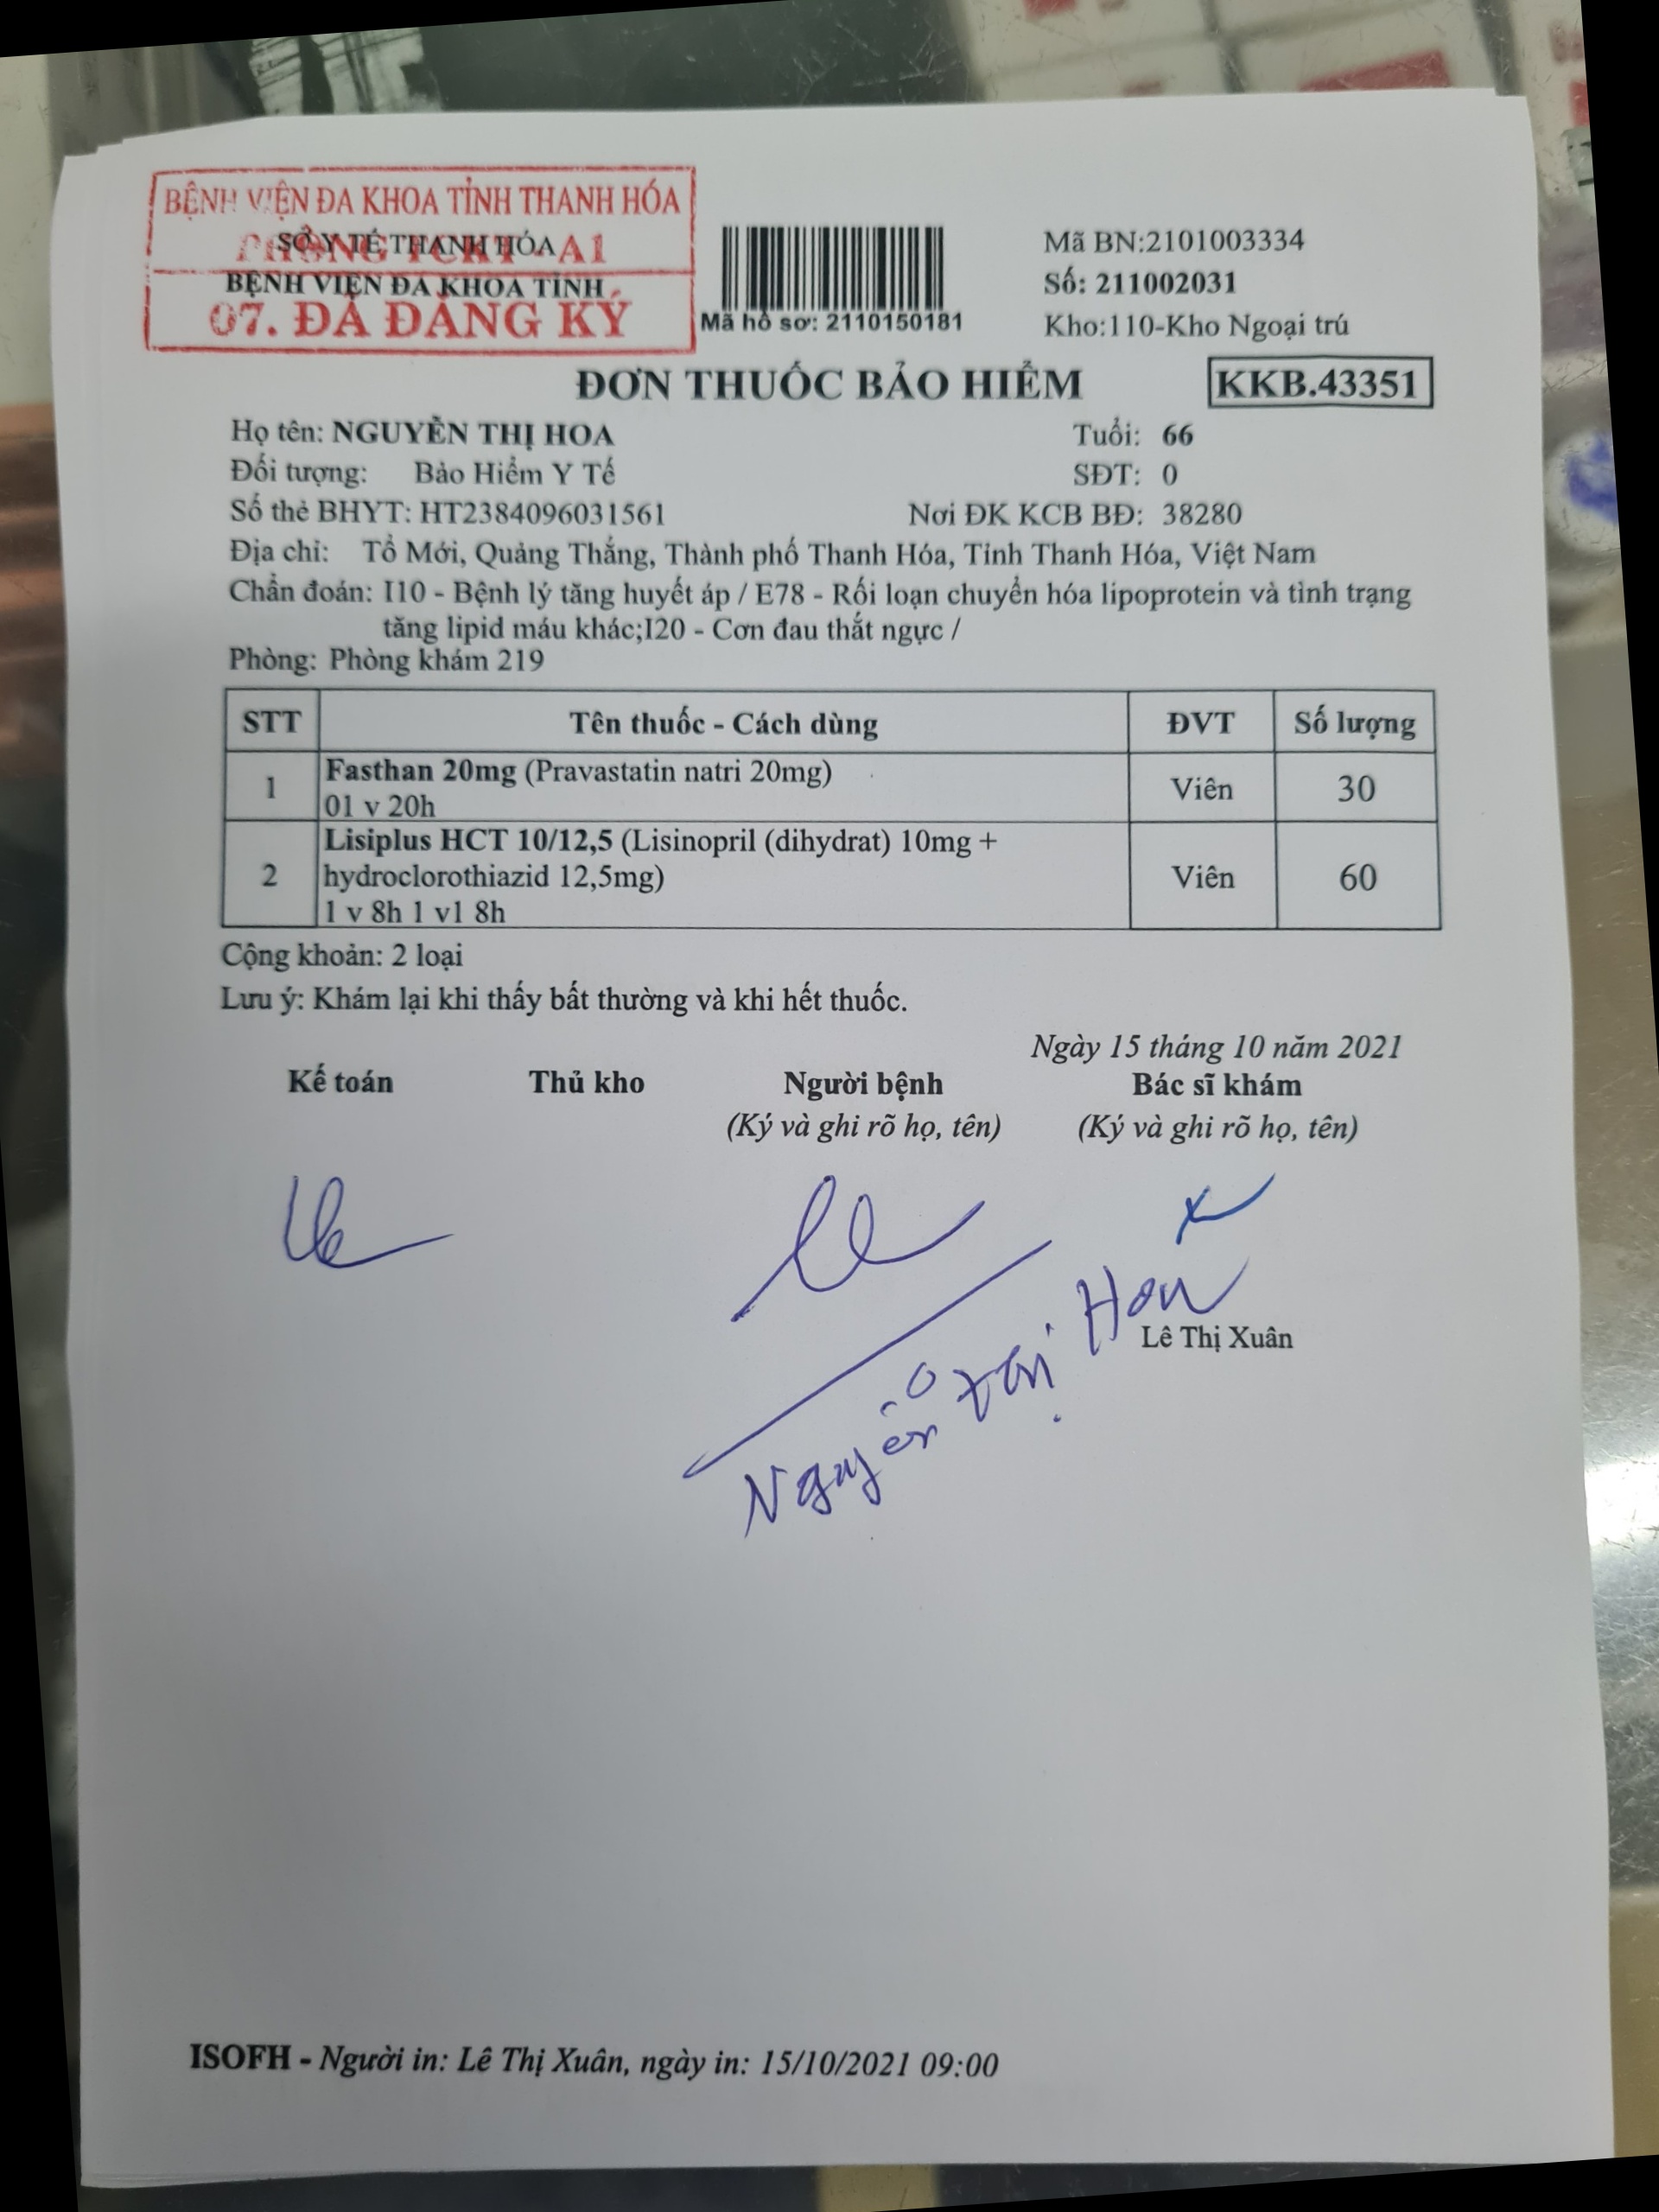 BỆNH VIỆN ĐA KHOA TỈNH THANH HÓA
SỞ Y TẾ THANH HÓA
PHÒNG TCKT - A1
BỆNH VIỆN ĐA KHOA TỈNH
07. ĐÃ ĐĂNG KÝ
Mã hồ sơ: 2110150181
Mã BN:2101003334
Số: 211002031
Kho:110-Kho Ngoại trú
ĐƠN THUỐC BẢO HIỂM
KKB.43351
Họ tên: NGUYỄN THỊ HOA Tuổi: 66
Đối tượng: Bảo Hiểm Y Tế SĐT: 0
Số thẻ BHYT: HT2384096031561 Nơi ĐK KCB BĐ: 38280
Địa chỉ: Tổ Mới, Quảng Thắng, Thành phố Thanh Hóa, Tỉnh Thanh Hóa, Việt Nam
Chẩn đoán: I10 - Bệnh lý tăng huyết áp / E78 - Rối loạn chuyển hóa lipoprotein và tình trạng
tăng lipid máu khác;I20 - Cơn đau thắt ngực /
Phòng: Phòng khám 219
STT Tên thuốc - Cách dùng ĐVT Số lượng
1 Fasthan 20mg (Pravastatin natri 20mg) Viên 30
01 v 20h
Lisiplus HCT 10/12,5 (Lisinopril (dihydrat) 10mg +
2 hydroclorothiazid 12,5mg) Viên 60
1 v 8h 1 v1 8h
Cộng khoản: 2 loại
Lưu ý: Khám lại khi thấy bất thường và khi hết thuốc.
Ngày 15 tháng 10 năm 2021
Kế toán Thủ kho Người bệnh Bác sĩ khám
(Ký và ghi rõ họ, tên) (Ký và ghi rõ họ, tên)
Lê Thị Xuân
Nguyễn Thị Hoa
ISOFH - Người in: Lê Thị Xuân, ngày in: 15/10/2021 09:00